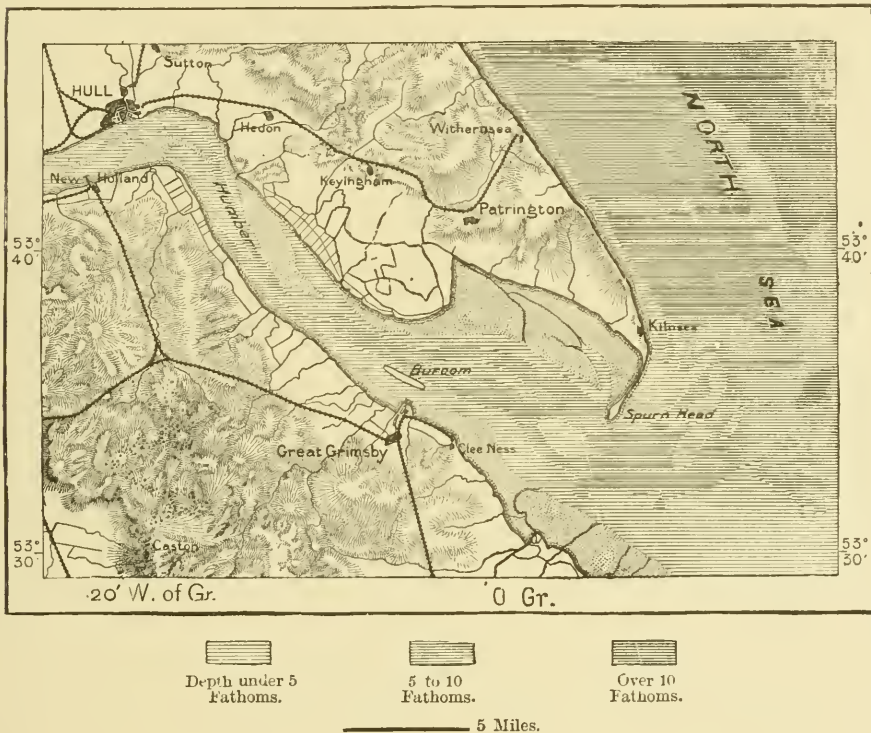 HULL
Sutton
Hedon
Withernsea
Keyingham
New Holland
Humber
Patrington
NORTH
SEA
53°
40'
53°
40'
Kilnsea
Burcom
Spurn Head
Great Grimsby
Clee Ness
Caston
53°
30'
53°
30'
20' W. of Gr.
0 Gr.
Depth under 5
Fathoms.
5 to 10
Fathoms.
Over 10
Fathoms.
5 Miles.